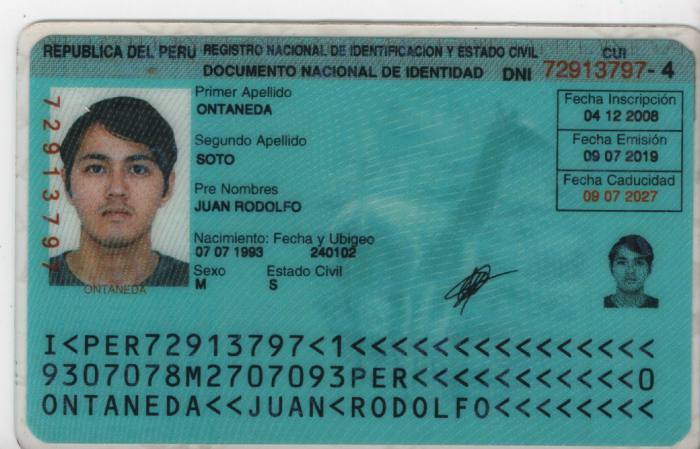 REPUBLICA DEL PERU REGISTRO NACIONAL DE IDENTIFICACION Y ESTADO CIVIL CUI
DOCUMENTO NACIONAL DE IDENTIDAD DNI 72913797- 4
72913797
Primer Apellido
ONTANEDA
Segundo Apellido
SOTO
Pre Nombres
JUAN RODOLFO
Nacimiento: Fecha y Ubigeo
07 07 1993 240102
Sexo Estado Civil
M S
Fecha Inscripción
04 12 2008
Fecha Emisión
09 07 2019
Fecha Caducidad
09 07 2027
ONTANEDA
I<PER72913797<1<<<<<<<<<<<<<<<
9307078M2707093PER<<<<<<<<<<<0
ONTANEDA<<JUAN<RODOLFO<<<<<<<<